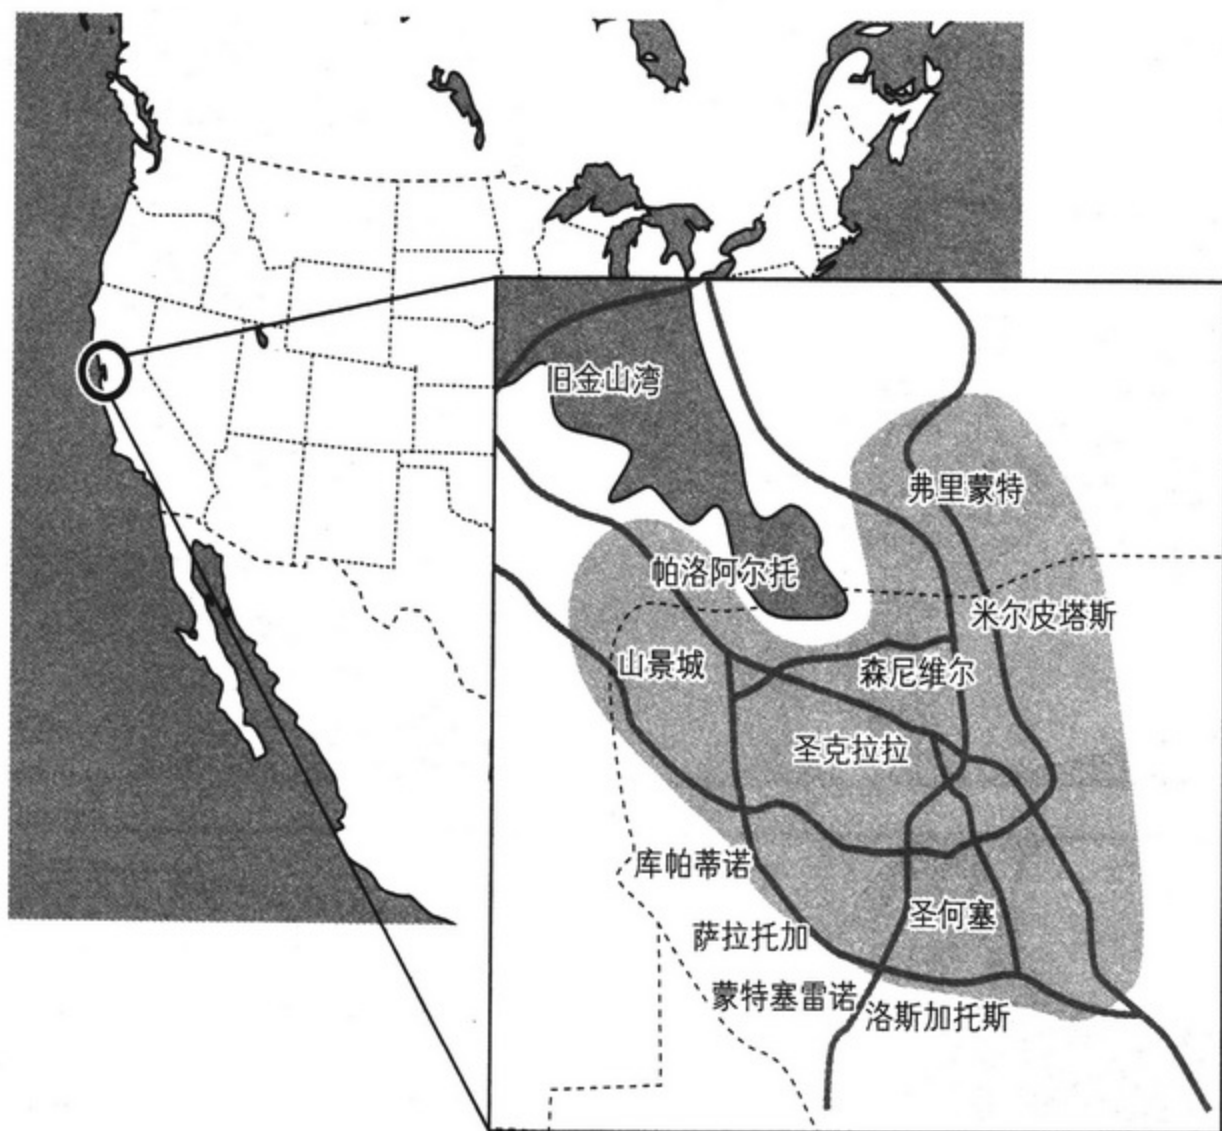 旧金山湾
弗里蒙特
帕洛阿尔托
米尔皮塔斯
山景城
森尼维尔
圣克拉拉
库帕蒂诺
圣何塞
萨拉托加
蒙特塞雷诺
洛斯加托斯